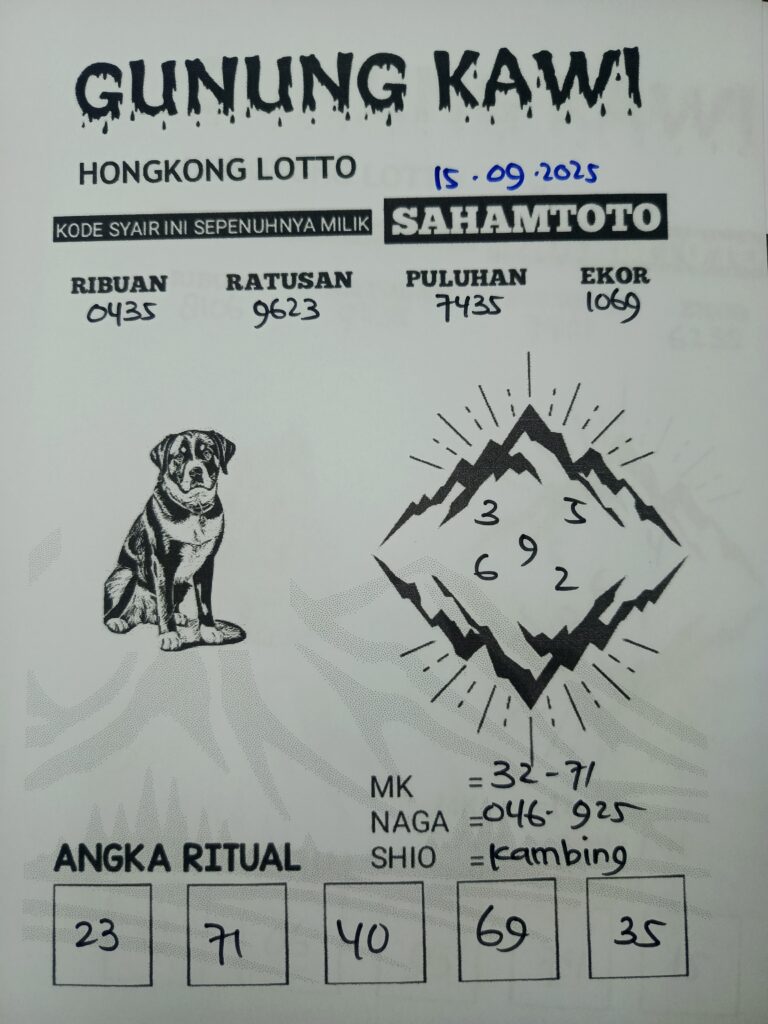 GUNUNG KAWI
HONGKONG LOTTO 15.09.2025
KODE SYAIR INI SEPENUHNYA MILIK SAHAMTOTO
RIBUAN RATUSAN PULUHAN EKOR
0435 9623 7435 1069
3 5
9
6 2
MK = 32-71
NAGA = 046-925
SHIO = Kambing
ANGKA RITUAL
23 71 40 69 35